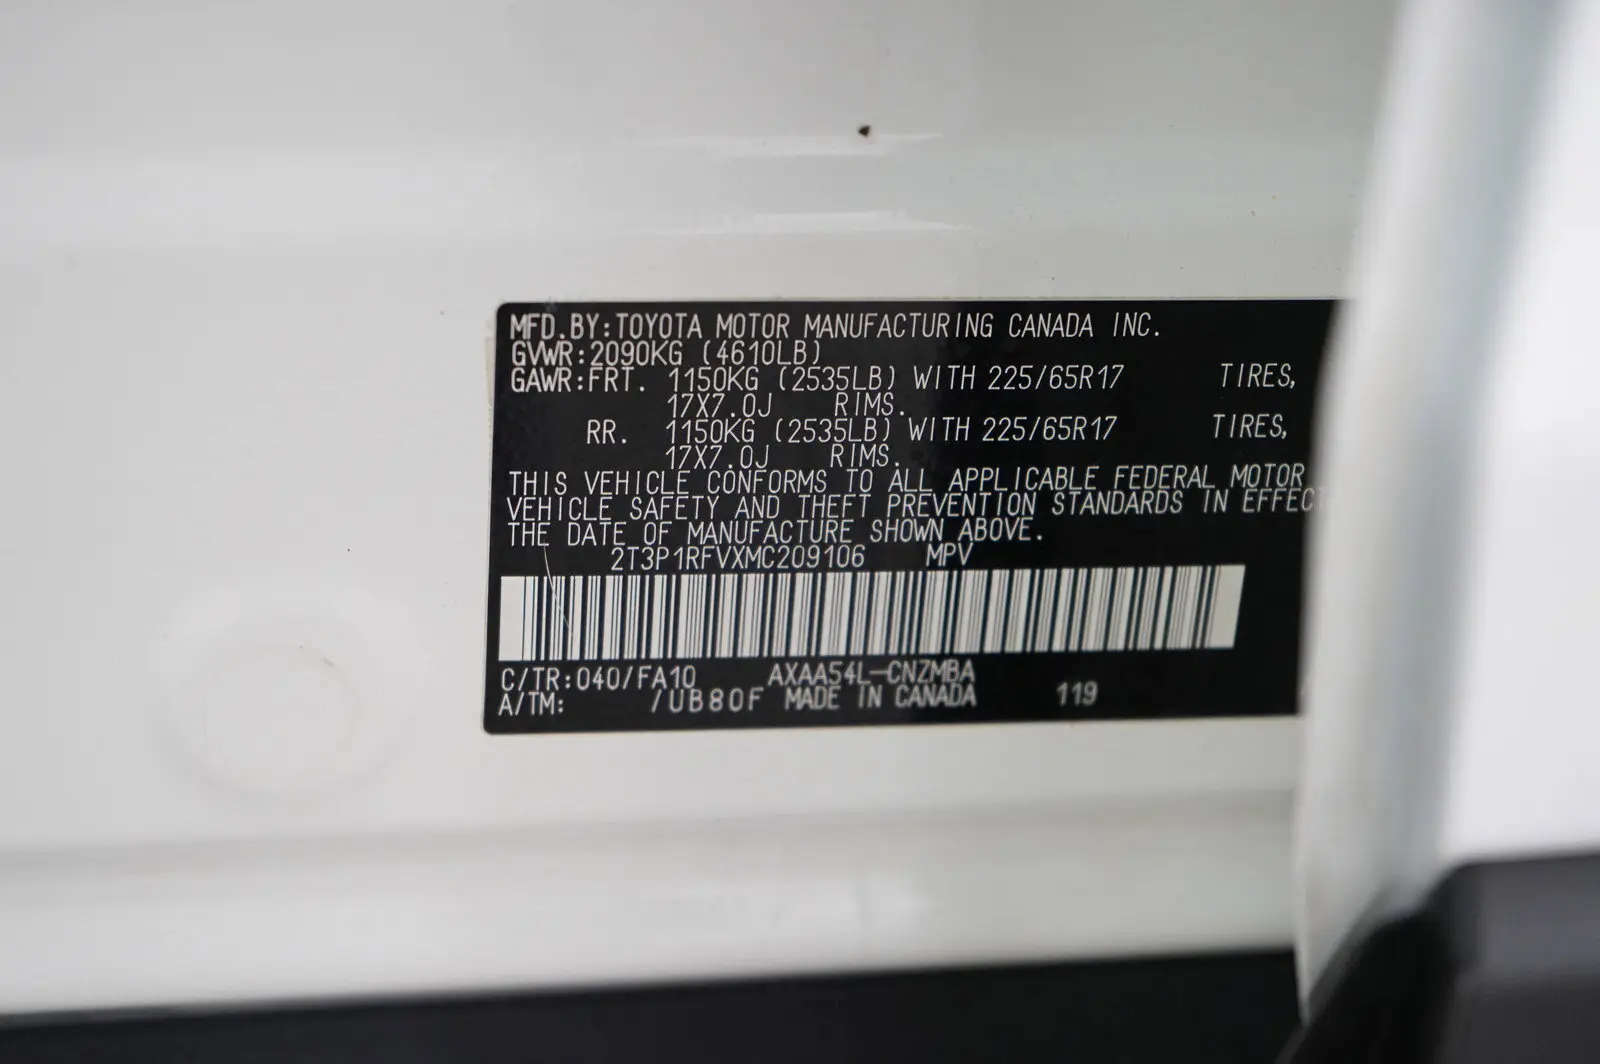 MFD.BY:TOYOTA MOTOR MANUFACTURING CANADA INC.
GVWR:2090KG (4610LB)
GAWR:FRT. 1150KG (2535LB) WITH 225/65R17 TIRES,
17X7.0J RIMS.
RR. 1150KG (2535LB) WITH 225/65R17 TIRES,
17X7.0J RIMS.
THIS VEHICLE CONFORMS TO ALL APPLICABLE FEDERAL MOTOR
VEHICLE SAFETY AND THEFT PREVENTION STANDARDS IN EFFEC
THE DATE OF MANUFACTURE SHOWN ABOVE.
2T3P1RFVXMC209106 MPV
C/TR:040/FA10 AXAA54L-CNZMBA
A/TM: /UB80F MADE IN CANADA 119